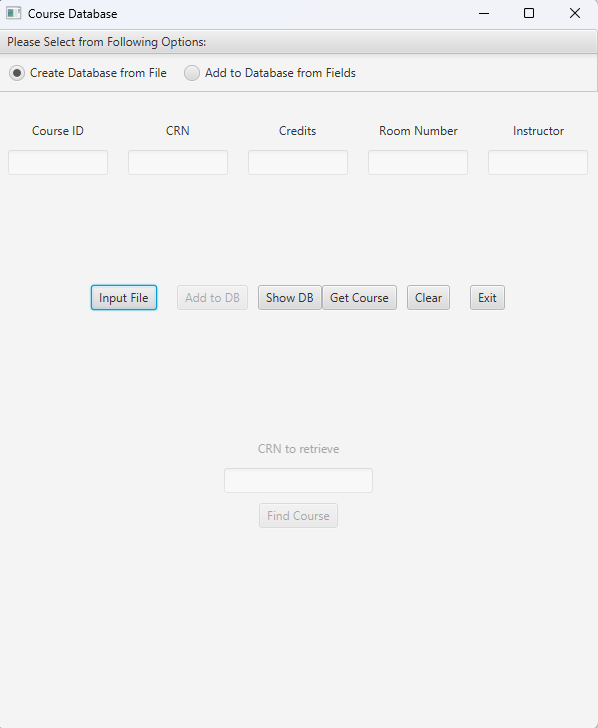 Course Database
Please Select from Following Options:
Create Database from File Add to Database from Fields
Course ID CRN Credits Room Number Instructor
Input File Add to DB Show DB Get Course Clear Exit
CRN to retrieve
Find Course